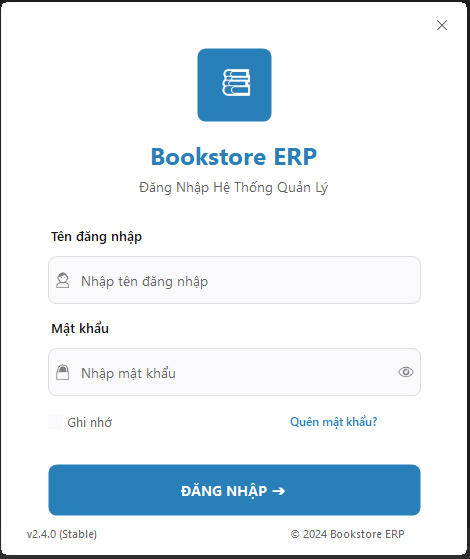 Bookstore ERP
Đăng Nhập Hệ Thống Quản Lý
Tên đăng nhập
Nhập tên đăng nhập
Mật khẩu
Nhập mật khẩu
Ghi nhớ Quên mật khẩu?
ĐĂNG NHẬP ➔
v2.4.0 (Stable) © 2024 Bookstore ERP